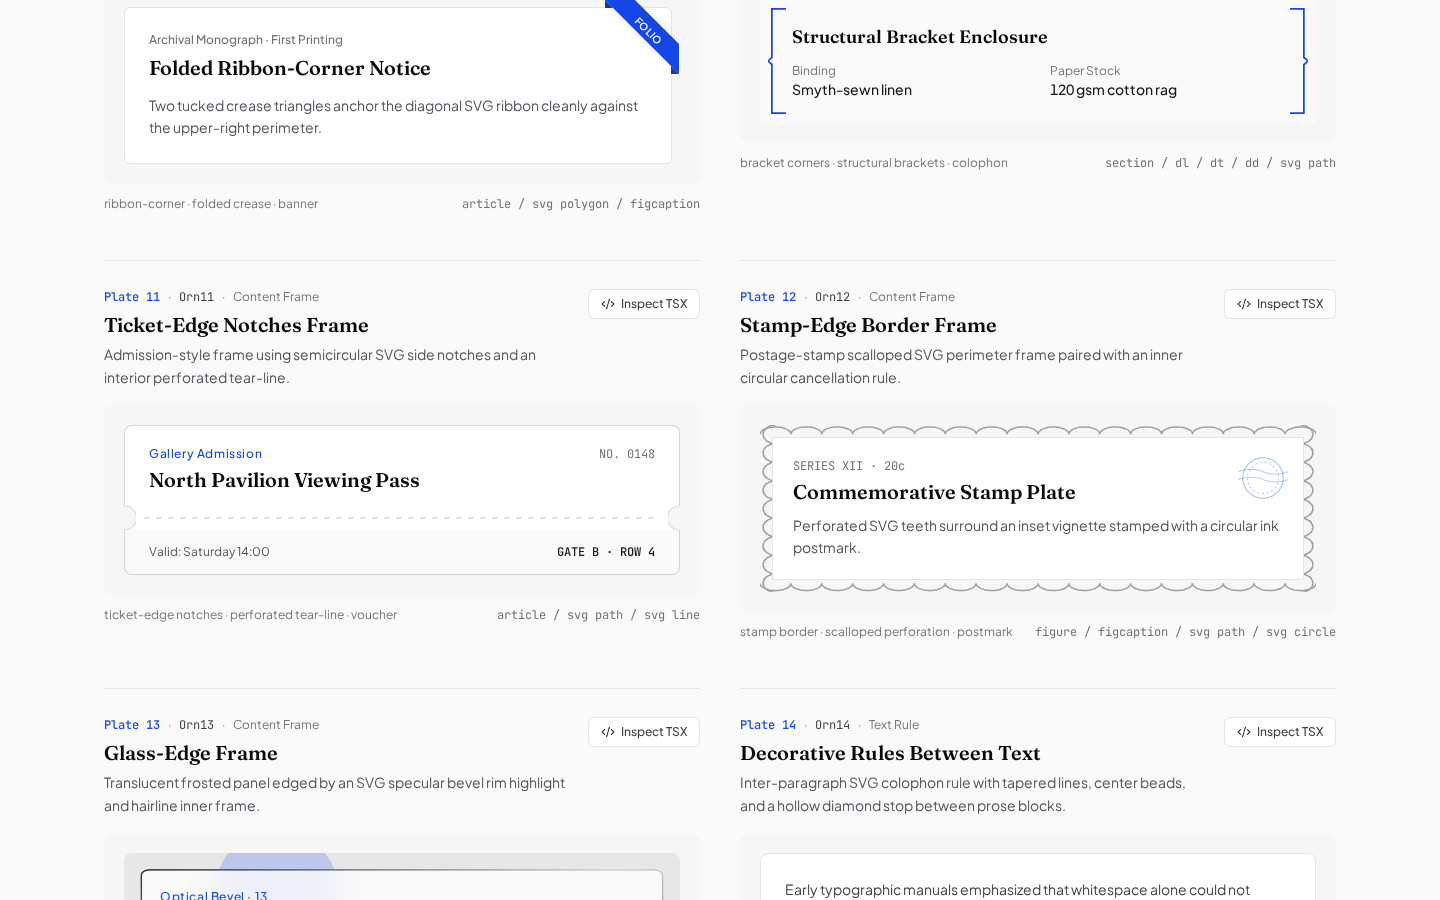 FOLIO
Archival Monograph · First Printing
Folded Ribbon-Corner Notice
Two tucked crease triangles anchor the diagonal SVG ribbon cleanly against
the upper-right perimeter.
ribbon-corner · folded crease · banner
article / svg polygon / figcaption
Structural Bracket Enclosure
Binding
Smyth-sewn linen
Paper Stock
120 gsm cotton rag
bracket corners · structural brackets · colophon
section / dl / dt / dd / svg path
Plate 11 · Orn11 · Content Frame
Inspect TSX
Ticket-Edge Notches Frame
Admission-style frame using semicircular SVG side notches and an
interior perforated tear-line.
Gallery Admission
NO. 0148
North Pavilion Viewing Pass
Valid: Saturday 14:00
GATE B · ROW 4
ticket-edge notches · perforated tear-line · voucher
article / svg path / svg line
Plate 12 · Orn12 · Content Frame
Inspect TSX
Stamp-Edge Border Frame
Postage-stamp scalloped SVG perimeter frame paired with an inner
circular cancellation rule.
SERIES XII · 20c
Commemorative Stamp Plate
Perforated SVG teeth surround an inset vignette stamped with a circular ink
postmark.
stamp border · scalloped perforation · postmark
figure / figcaption / svg path / svg circle
Plate 13 · Orn13 · Content Frame
Inspect TSX
Glass-Edge Frame
Translucent frosted panel edged by an SVG specular bevel rim highlight
and hairline inner frame.
Optical Bevel · 13
Plate 14 · Orn14 · Text Rule
Inspect TSX
Decorative Rules Between Text
Inter-paragraph SVG colophon rule with tapered lines, center beads,
and a hollow diamond stop between prose blocks.
Early typographic manuals emphasized that whitespace alone could not